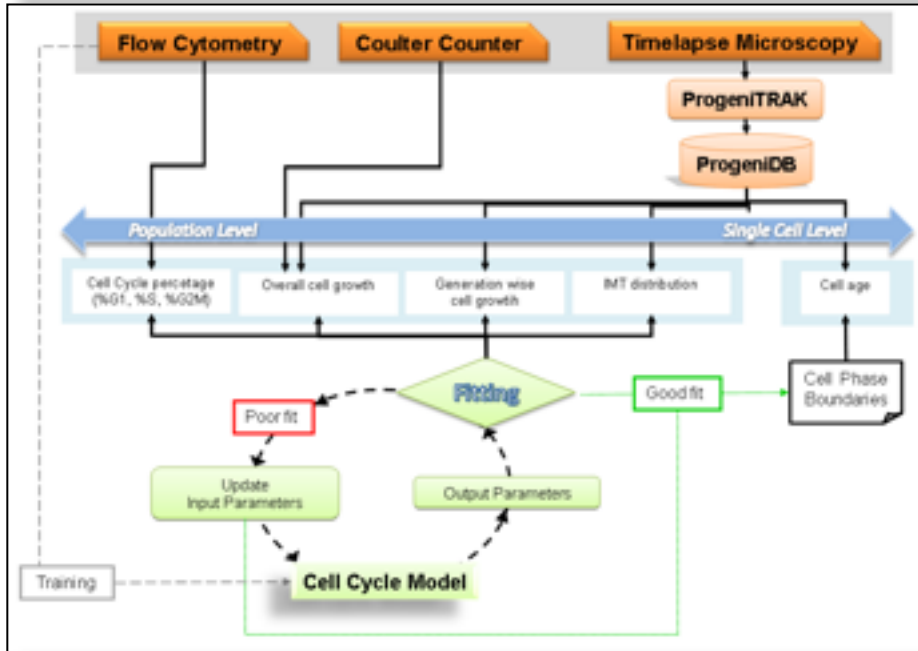 Flow Cytometry
Coulter Counter
Timelapse Microscopy
ProgeniTRAK
ProgeniDB
Population Level
Single Cell Level
Cell Cycle percetage
(%G1, %S, %G2M)
Overall cell growth
Generation wise
cell growtih
IMT distribution
Cell age
Fitting
Good fit
Cell Phase
Boundaries
Poor fit
Update
Input Parameters
Output Parameters
Training
Cell Cycle Model